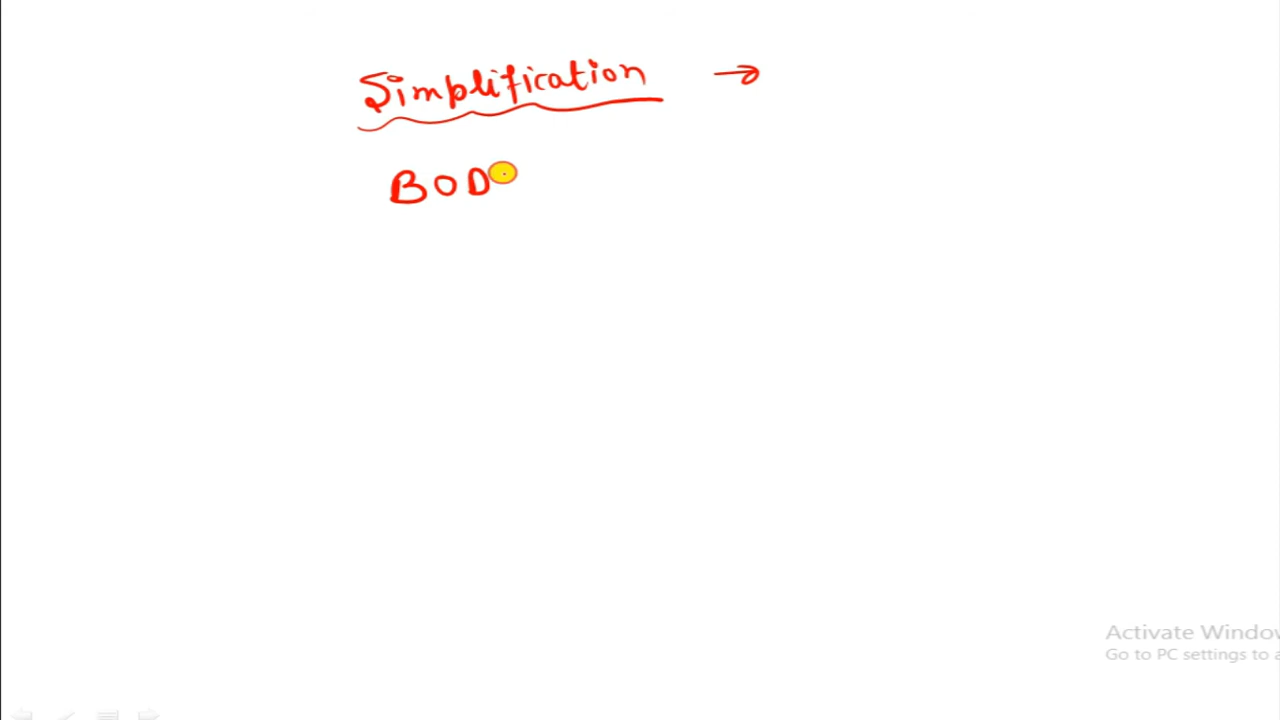 Simplification →
BOD
Activate Windo
Go to PC settings to a